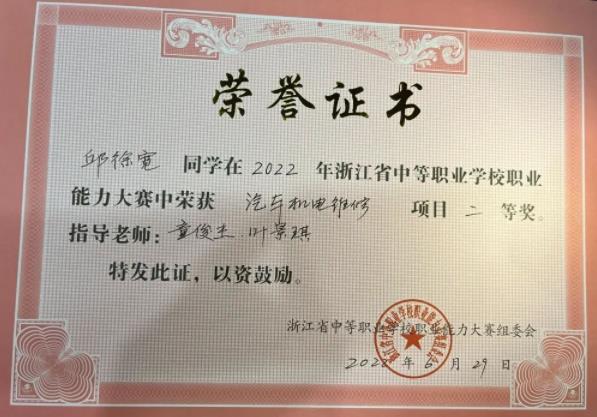 荣誉证书
邱徐宽 同学在 2022 年浙江省中等职业学校职业
能力大赛中荣获 汽车机电维修 项目 二 等奖。
指导老师：童俊杰、叶景琪
特发此证，以资鼓励。
浙江省中等职业学校职业能力大赛组委会
2022 年 6 月 29 日